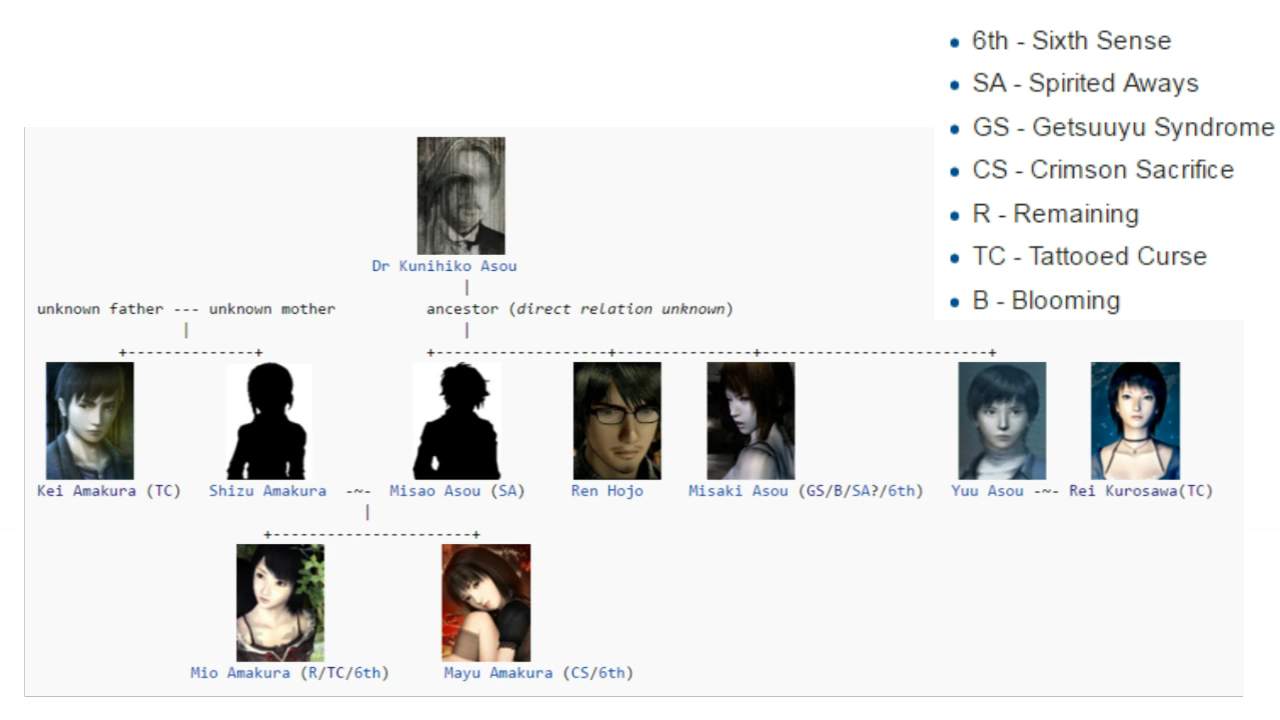 6th - Sixth Sense
SA - Spirited Aways
GS - Getsuuyu Syndrome
CS - Crimson Sacrifice
R - Remaining
TC - Tattooed Curse
B - Blooming
Dr Kunihiko Asou
unknown father --- unknown mother
ancestor (direct relation unknown)
Kei Amakura (TC)
Shizu Amakura -~- Misao Asou (SA)
Ren Hojo
Misaki Asou (GS/B/SA?/6th)
Yuu Asou -~- Rei Kurosawa(TC)
Mio Amakura (R/TC/6th)
Mayu Amakura (CS/6th)